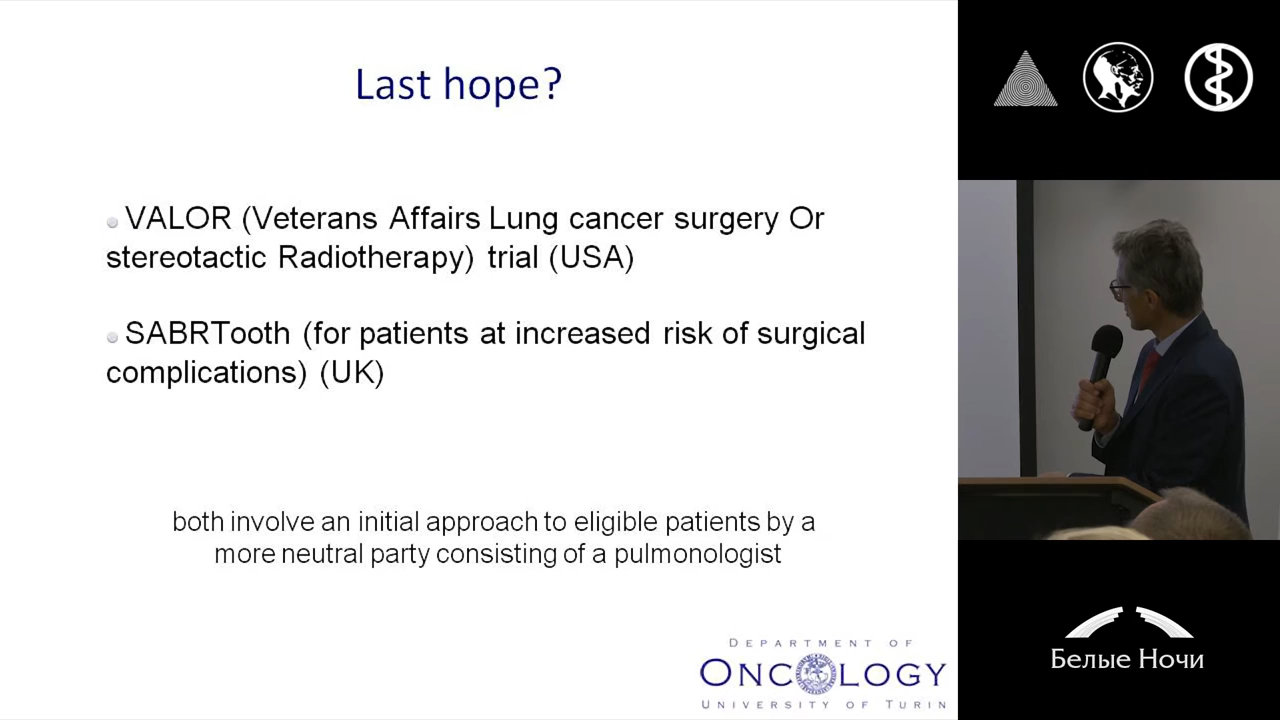 Last hope?
VALOR (Veterans Affairs Lung cancer surgery Or
stereotactic Radiotherapy) trial (USA)
SABRTooth (for patients at increased risk of surgical
complications) (UK)
both involve an initial approach to eligible patients by a
more neutral party consisting of a pulmonologist
DEPARTMENT OF
ONCOLOGY
UNIVERSITY OF TURIN
Белые Ночи